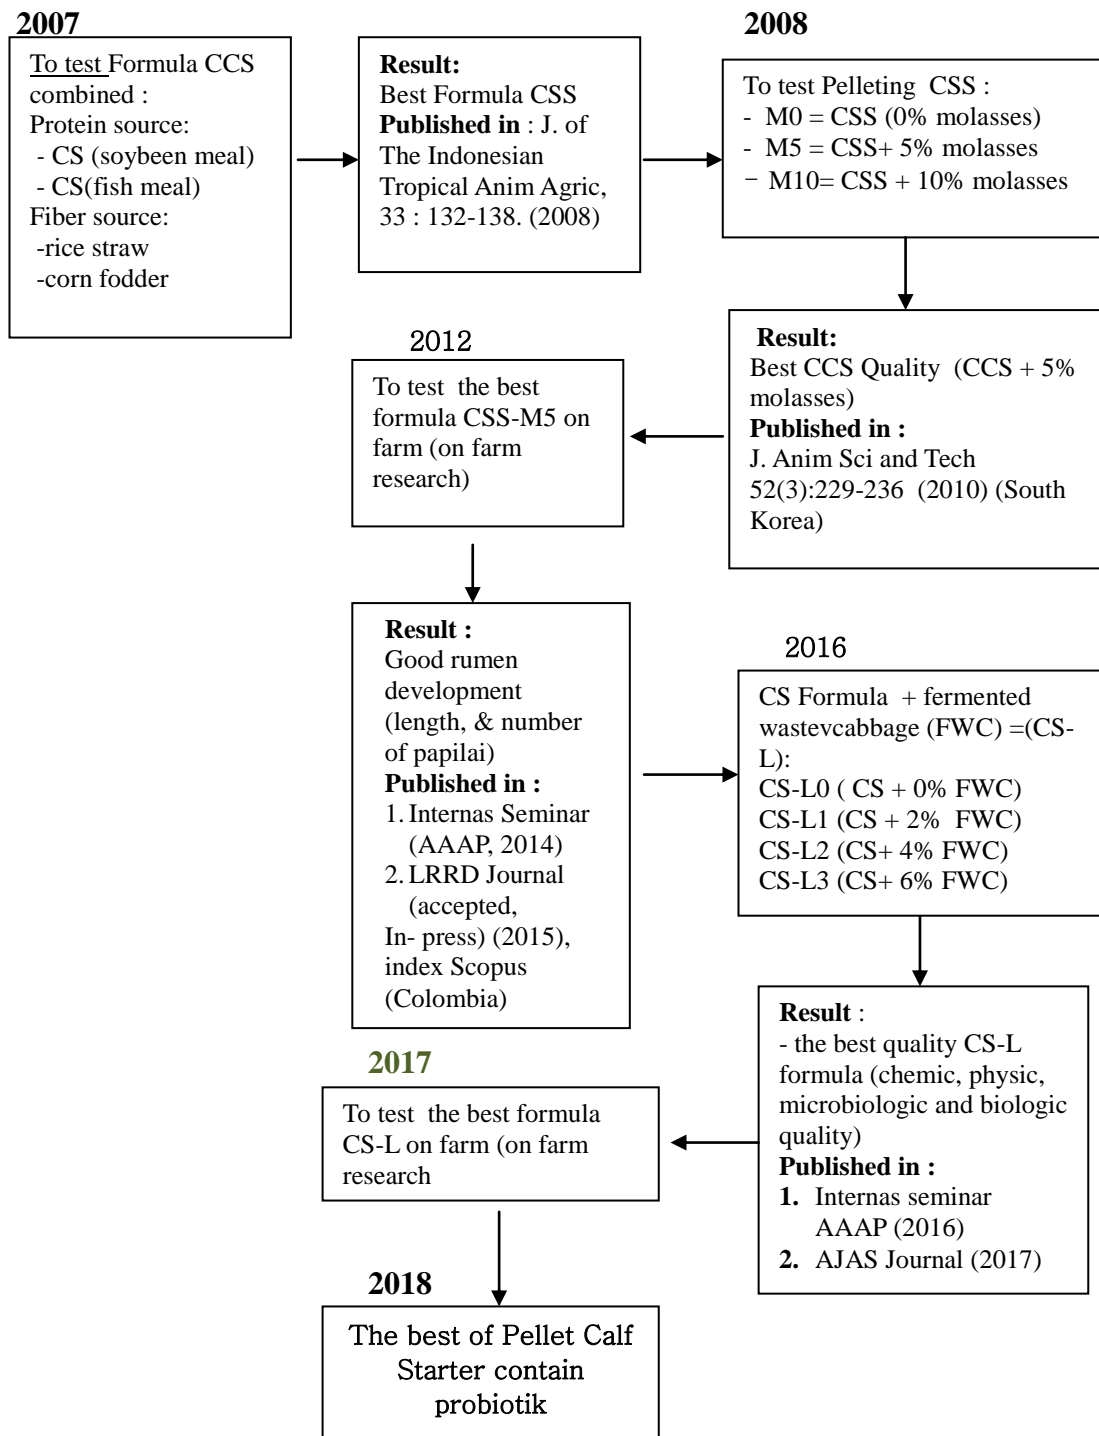 2007
To test Formula CCS
combined :
Protein source:
- CS (soybeen meal)
- CS(fish meal)
Fiber source:
-rice straw
-corn fodder
Result:
Best Formula CSS
Published in : J. of
The Indonesian
Tropical Anim Agric,
33 : 132-138. (2008)
2008
To test Pelleting CSS :
- M0 = CSS (0% molasses)
- M5 = CSS+ 5% molasses
- M10= CSS + 10% molasses
Result:
Best CCS Quality (CCS + 5%
molasses)
Published in :
J. Anim Sci and Tech
52(3):229-236 (2010) (South
Korea)
2012
To test the best
formula CSS-M5 on
farm (on farm
research)
Result :
Good rumen
development
(length, & number
of papilai)
Published in :
1. Internas Seminar
(AAAP, 2014)
2. LRRD Journal
(accepted,
In- press) (2015),
index Scopus
(Colombia)
2016
CS Formula + fermented
wastevcabbage (FWC) =(CS-
L):
CS-L0 ( CS + 0% FWC)
CS-L1 (CS + 2% FWC)
CS-L2 (CS+ 4% FWC)
CS-L3 (CS+ 6% FWC)
Result :
- the best quality CS-L
formula (chemic, physic,
microbiologic and biologic
quality)
Published in :
1. Internas seminar
AAAP (2016)
2. AJAS Journal (2017)
2017
To test the best formula
CS-L on farm (on farm
research
2018
The best of Pellet Calf
Starter contain
probiotik